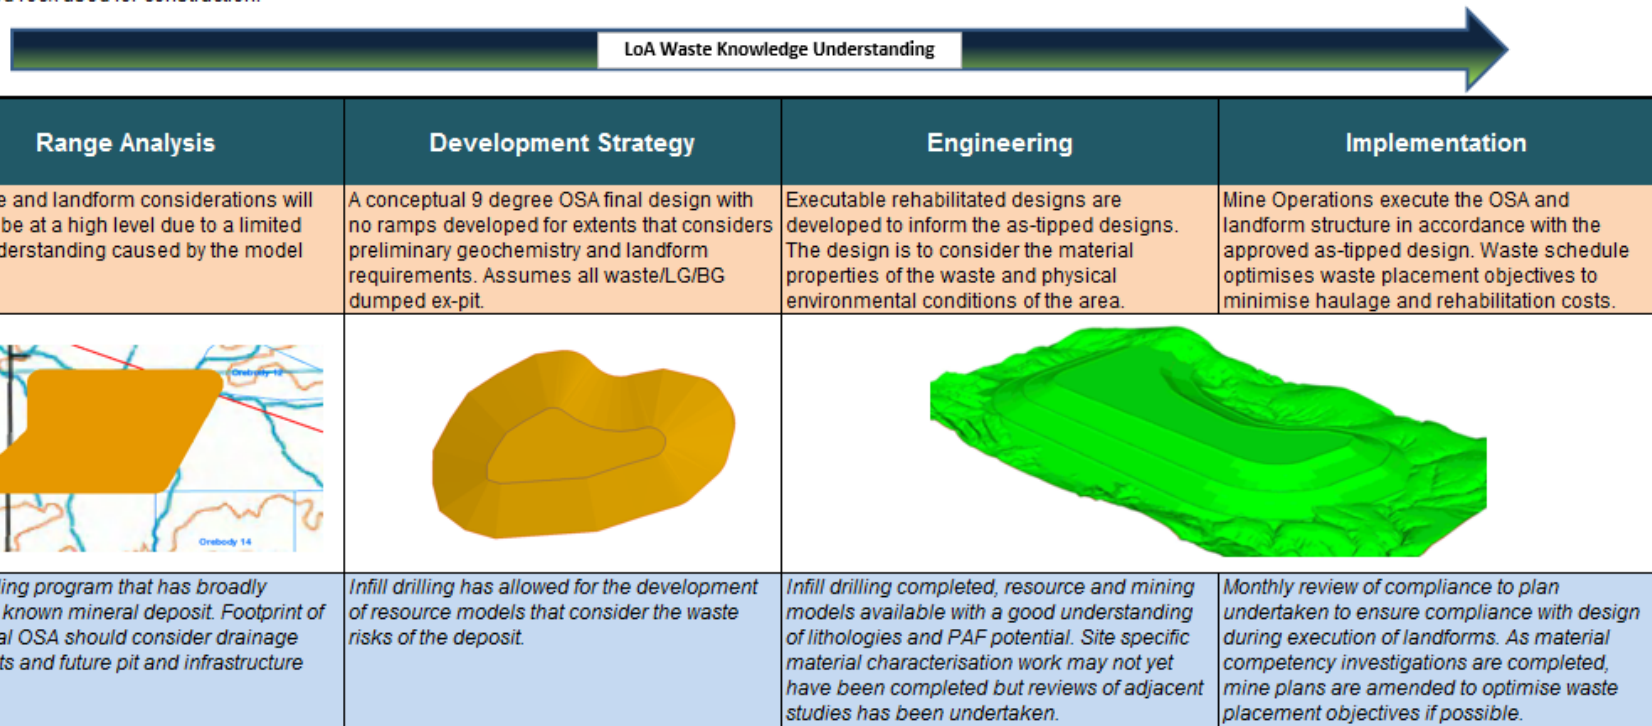 LoA Waste Knowledge Understanding
Range Analysis
Development Strategy
Engineering
Implementation
and landform considerations will
be at a high level due to a limited
caused by the model
A conceptual 9 degree OSA final design with
no ramps developed for extents that considers
preliminary geochemistry and landform
requirements. Assumes all waste/LG/BG
dumped ex-pit.
Executable rehabilitated designs are
developed to inform the as-tipped designs.
The design is to consider the material
properties of the waste and physical
environmental conditions of the area.
Mine Operations execute the OSA and
landform structure in accordance with the
approved as-tipped design. Waste schedule
optimises waste placement objectives to
minimise haulage and rehabilitation costs.
Orebody 12
Orebody 14
program that has broadly
known mineral deposit. Footprint of
OSA should consider drainage
and future pit and infrastructure
Infill drilling has allowed for the development
of resource models that consider the waste
risks of the deposit.
Infill drilling completed, resource and mining
models available with a good understanding
of lithologies and PAF potential. Site specific
material characterisation work may not yet
have been completed but reviews of adjacent
studies has been undertaken.
Monthly review of compliance to plan
undertaken to ensure compliance with design
during execution of landforms. As material
competency investigations are completed,
mine plans are amended to optimise waste
placement objectives if possible.